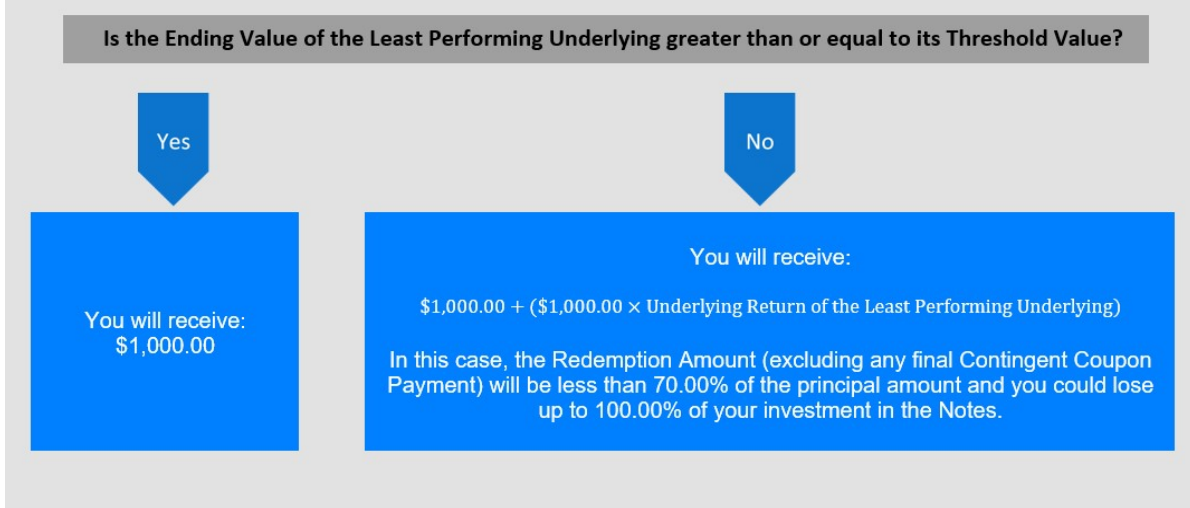 Is the Ending Value of the Least Performing Underlying greater than or equal to its Threshold Value?
Yes
No
You will receive:
$1,000.00
You will receive:
$1,000.00 + ($1,000.00 × Underlying Return of the Least Performing Underlying)
In this case, the Redemption Amount (excluding any final Contingent Coupon
Payment) will be less than 70.00% of the principal amount and you could lose
up to 100.00% of your investment in the Notes.